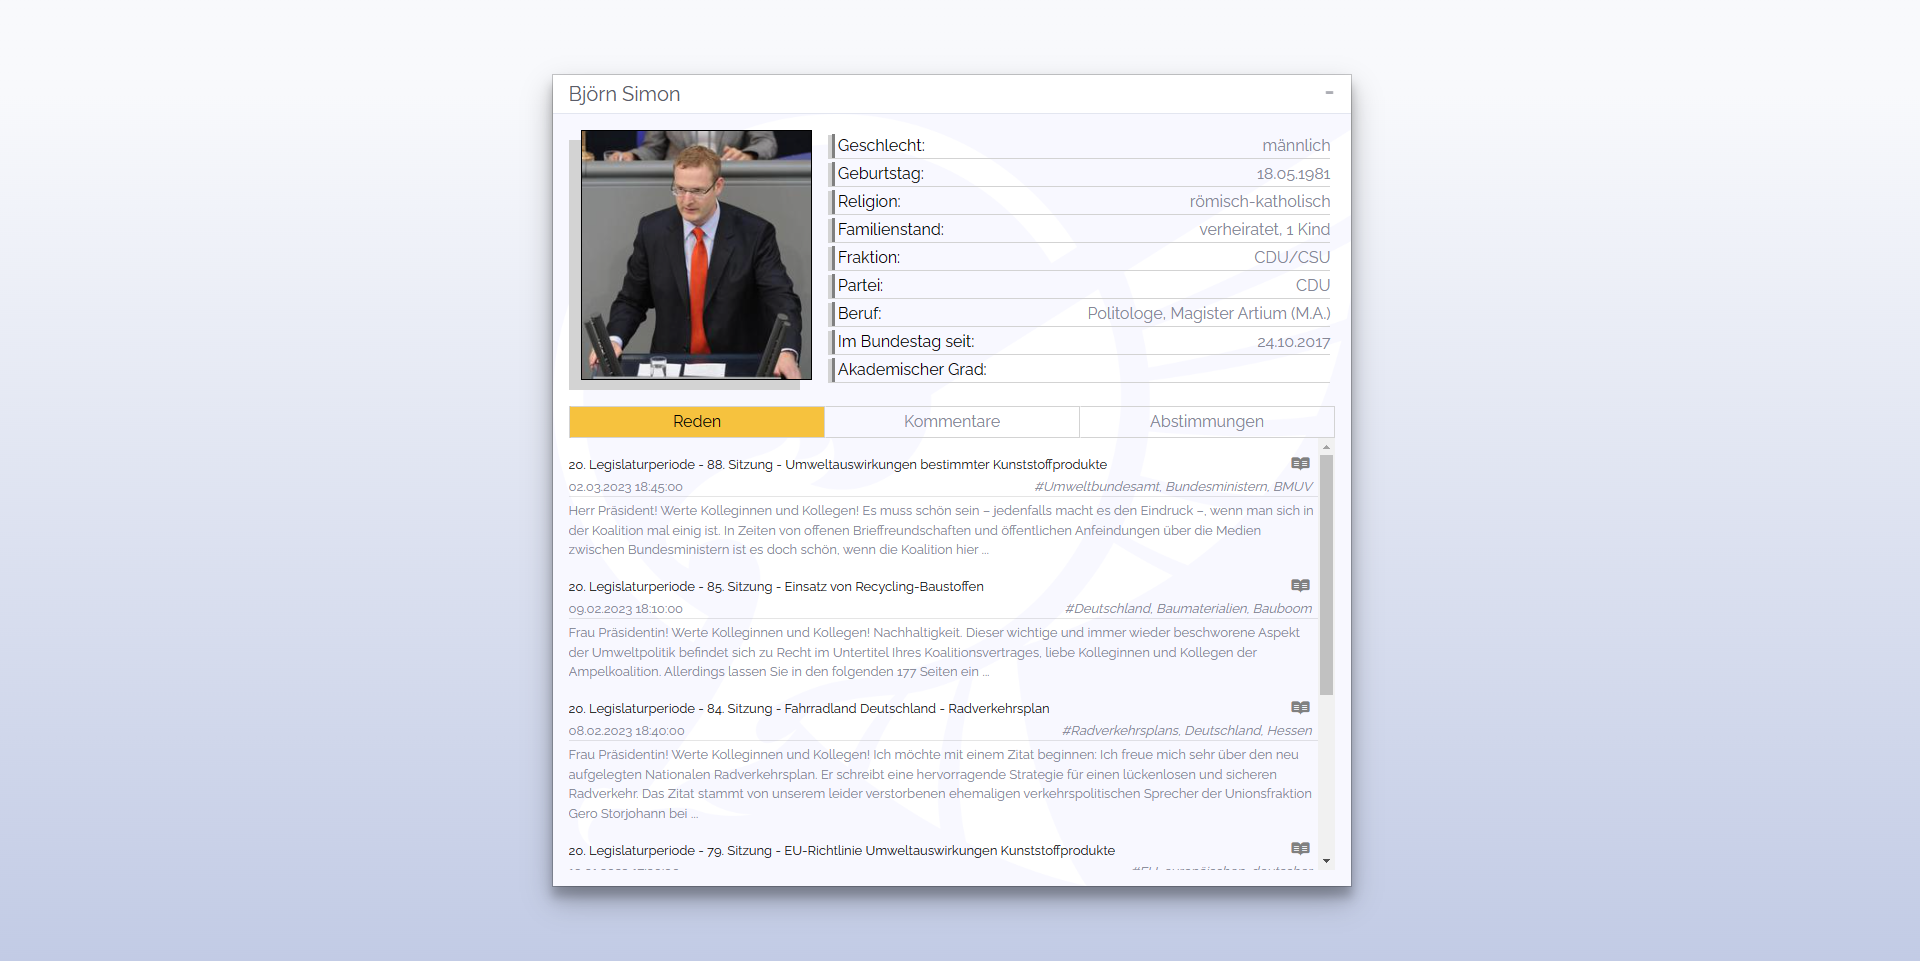 Björn Simon
Geschlecht: männlich
Geburtstag: 18.05.1981
Religion: römisch-katholisch
Familienstand: verheiratet, 1 Kind
Fraktion: CDU/CSU
Partei: CDU
Beruf: Politologe, Magister Artium (M.A.)
Im Bundestag seit: 24.10.2017
Akademischer Grad:
Reden Kommentare Abstimmungen
20. Legislaturperiode - 88. Sitzung - Umweltauswirkungen bestimmter Kunststoffprodukte
02.03.2023 18:45:00 #Umweltbundesamt, Bundesministern, BMUV
Herr Präsident! Werte Kolleginnen und Kollegen! Es muss schön sein – jedenfalls macht es den Eindruck –, wenn man sich in
der Koalition mal einig ist. In Zeiten von offenen Brieffreundschaften und öffentlichen Anfeindungen über die Medien
zwischen Bundesministern ist es doch schön, wenn die Koalition hier ...
20. Legislaturperiode - 85. Sitzung - Einsatz von Recycling-Baustoffen
09.02.2023 18:10:00 #Deutschland, Baumaterialien, Bauboom
Frau Präsidentin! Werte Kolleginnen und Kollegen! Nachhaltigkeit. Dieser wichtige und immer wieder beschworene Aspekt
der Umweltpolitik befindet sich zu Recht im Untertitel Ihres Koalitionsvertrages, liebe Kolleginnen und Kollegen der
Ampelkoalition. Allerdings lassen Sie in den folgenden 177 Seiten ein ...
20. Legislaturperiode - 84. Sitzung - Fahrradland Deutschland - Radverkehrsplan
08.02.2023 18:40:00 #Radverkehrsplans, Deutschland, Hessen
Frau Präsidentin! Werte Kolleginnen und Kollegen! Ich möchte mit einem Zitat beginnen: Ich freue mich sehr über den neu
aufgelegten Nationalen Radverkehrsplan. Er schreibt eine hervorragende Strategie für einen lückenlosen und sicheren
Radverkehr. Das Zitat stammt von unserem leider verstorbenen ehemaligen verkehrspolitischen Sprecher der Unionsfraktion
Gero Storjohann bei ...
20. Legislaturperiode - 79. Sitzung - EU-Richtlinie Umweltauswirkungen Kunststoffprodukte